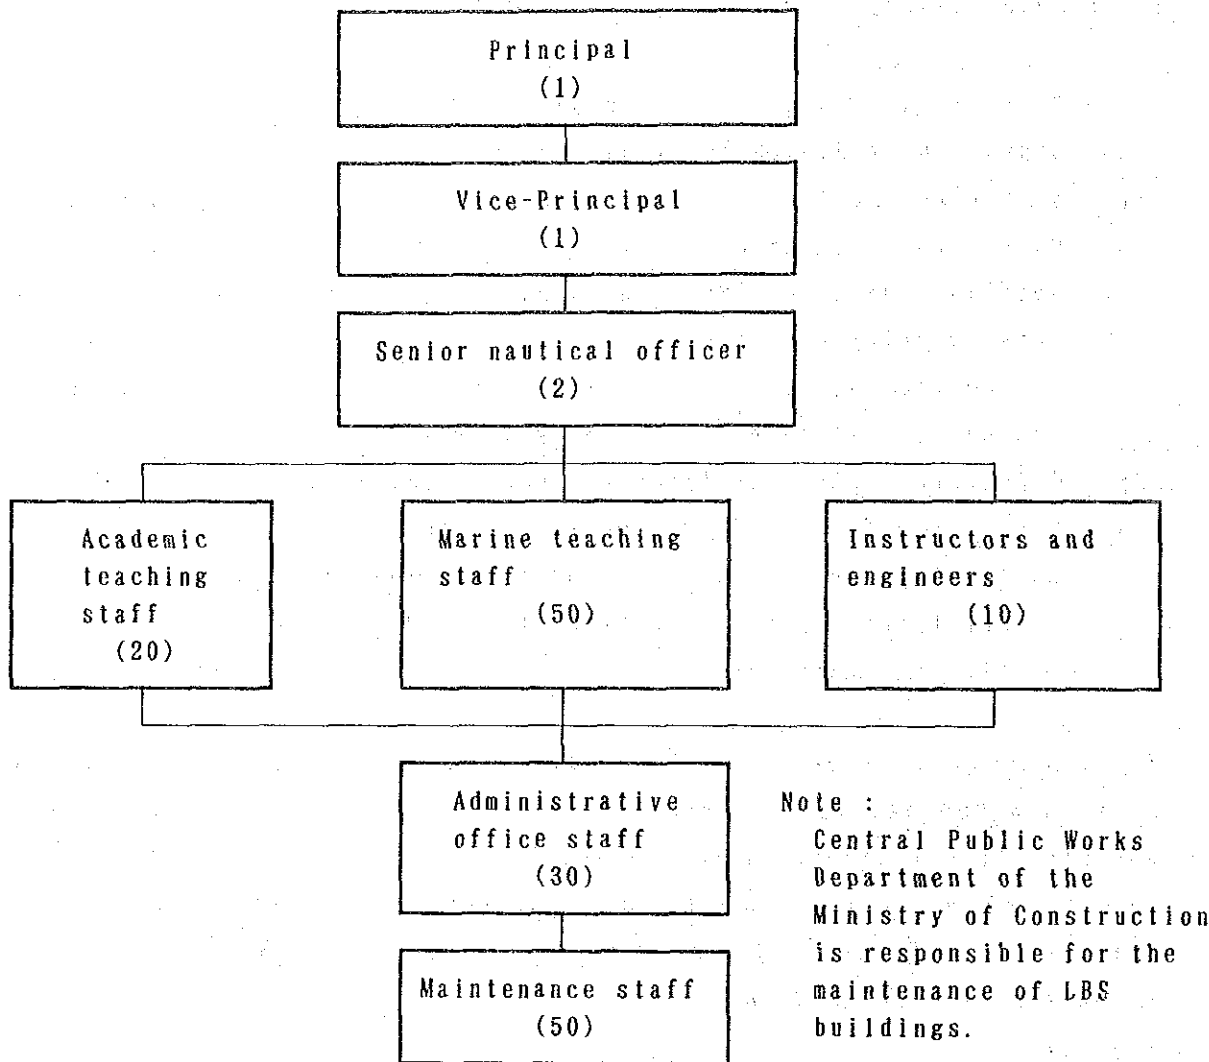 Principal
(1)
Vice-Principal
(1)
Senior nautical officer
(2)
Academic
teaching
staff
(20)
Marine teaching
staff
(50)
Instructors and
engineers
(10)
Administrative
office staff
(30)
Note :
Central Public Works
Department of the
Ministry of Construction
is responsible for the
maintenance of LBS
buildings.
Maintenance staff
(50)